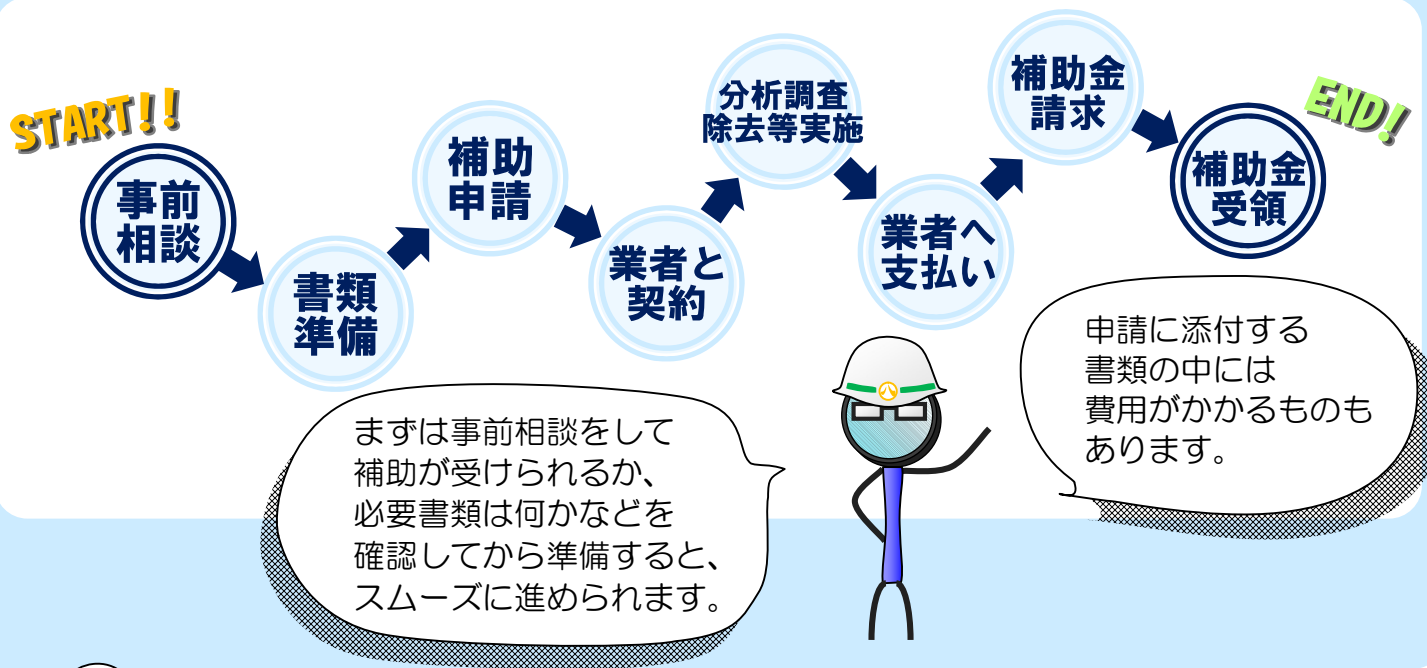 START!!
事前
相談
書類
準備
補助
申請
業者と
契約
分析調査
除去等実施
業者へ
支払い
補助金
請求
補助金
受領
END!
まずは事前相談をして
補助が受けられるか、
必要書類は何かなどを
確認してから準備すると、
スムーズに進められます。
申請に添付する
書類の中には
費用がかかるものも
あります。